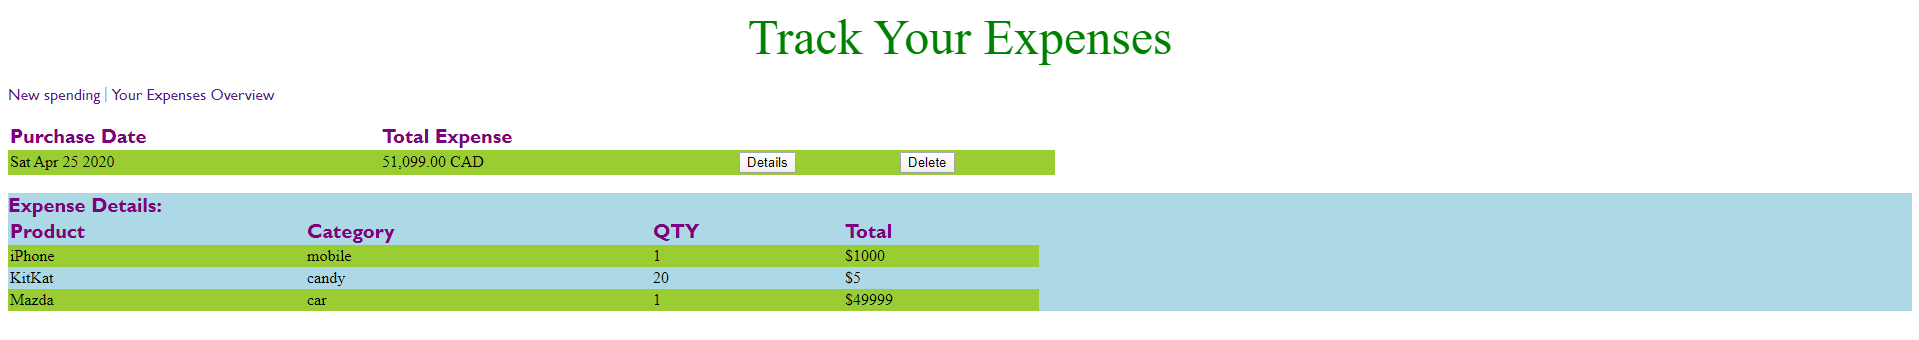 Track Your Expenses
New spending | Your Expenses Overview
Purchase Date Total Expense
Sat Apr 25 2020 51,099.00 CAD Details Delete
Expense Details:
Product Category QTY Total
iPhone mobile 1 $1000
KitKat candy 20 $5
Mazda car 1 $49999